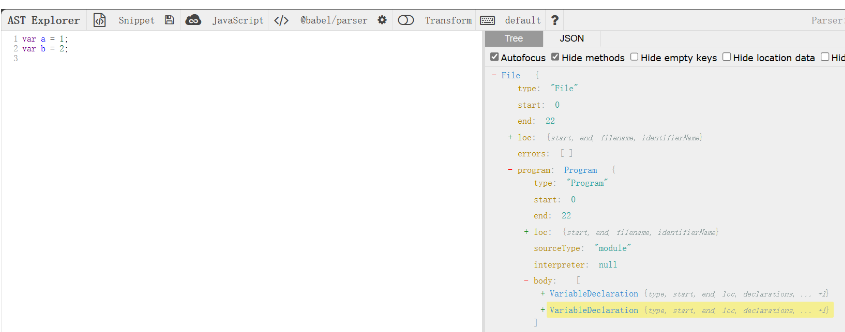 AST Explorer Snippet JavaScript </> @babel/parser Transform default ? Parser
Tree JSON
Autofocus Hide methods Hide empty keys Hide location data Hid
1 var a = 1;
2 var b = 2;
3
- File {
type: "File"
start: 0
end: 22
+ loc: {start, end, filename, identifierName}
errors: [ ]
- program: Program {
type: "Program"
start: 0
end: 22
+ loc: {start, end, filename, identifierName}
sourceType: "module"
interpreter: null
- body: [
+ VariableDeclaration {type, start, end, loc, declarations, ... +1}
+ VariableDeclaration {type, start, end, loc, declarations, ... +1}
]